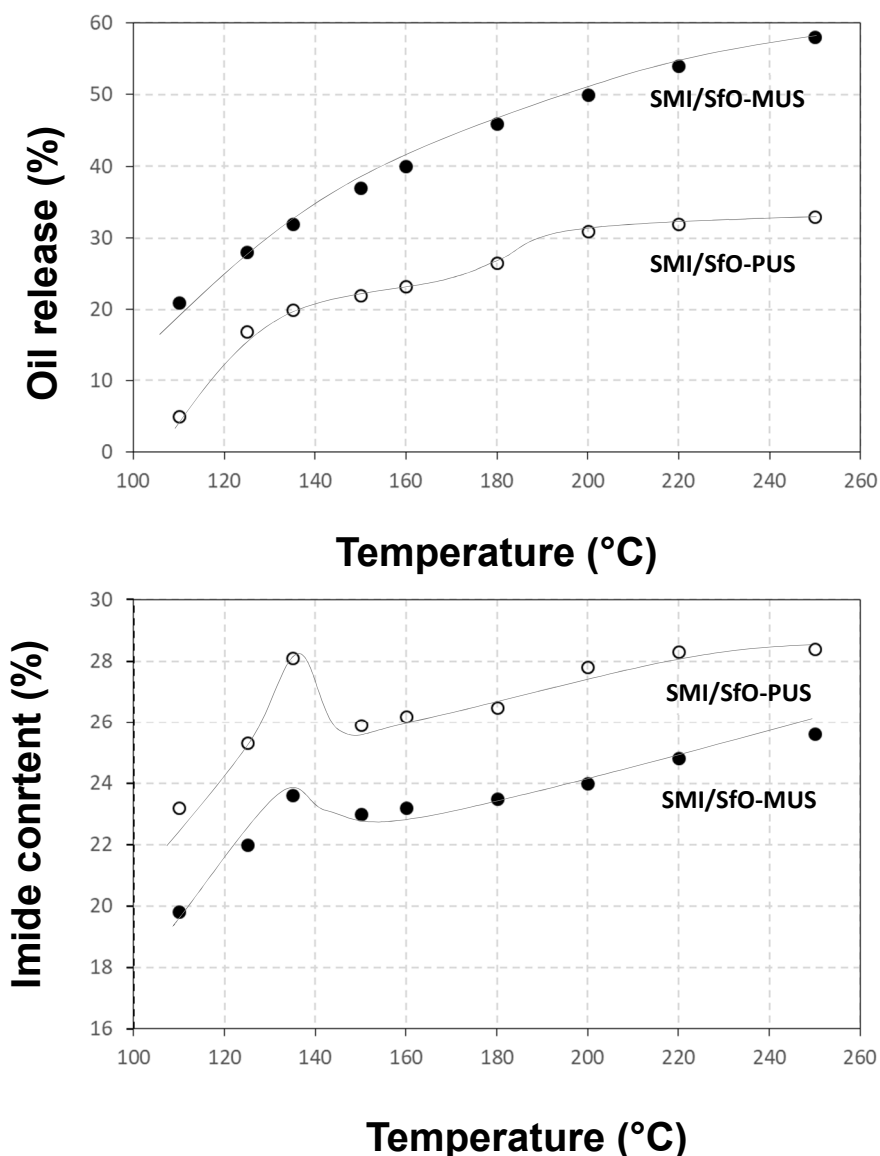 60
50
40
30
20
10
0
Oil release (%)
SMI/SfO-MUS
SMI/SfO-PUS
100 120 140 160 180 200 220 240 260
Temperature (°C)
30
28
26
24
22
20
18
16
Imide conrtent (%)
SMI/SfO-PUS
SMI/SfO-MUS
100 120 140 160 180 200 220 240 260
Temperature (°C)